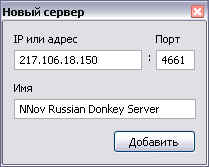 Новый сервер
IP или адрес Порт
217.106.18.150 : 4661
Имя
NNov Russian Donkey Server
Добавить